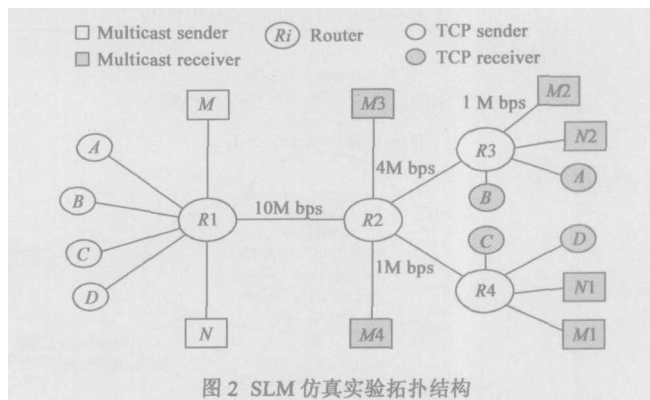 Multicast sender
Ri Router
TCP sender
Multicast receiver
TCP receiver
M
M3
1 M bps
M2
A
R3
N2
4M bps
A
B
B
R1
10M bps
R2
C
C
D
1M bps
D
R4
N1
N
M4
M1
图 2 SLM 仿真实验拓扑结构